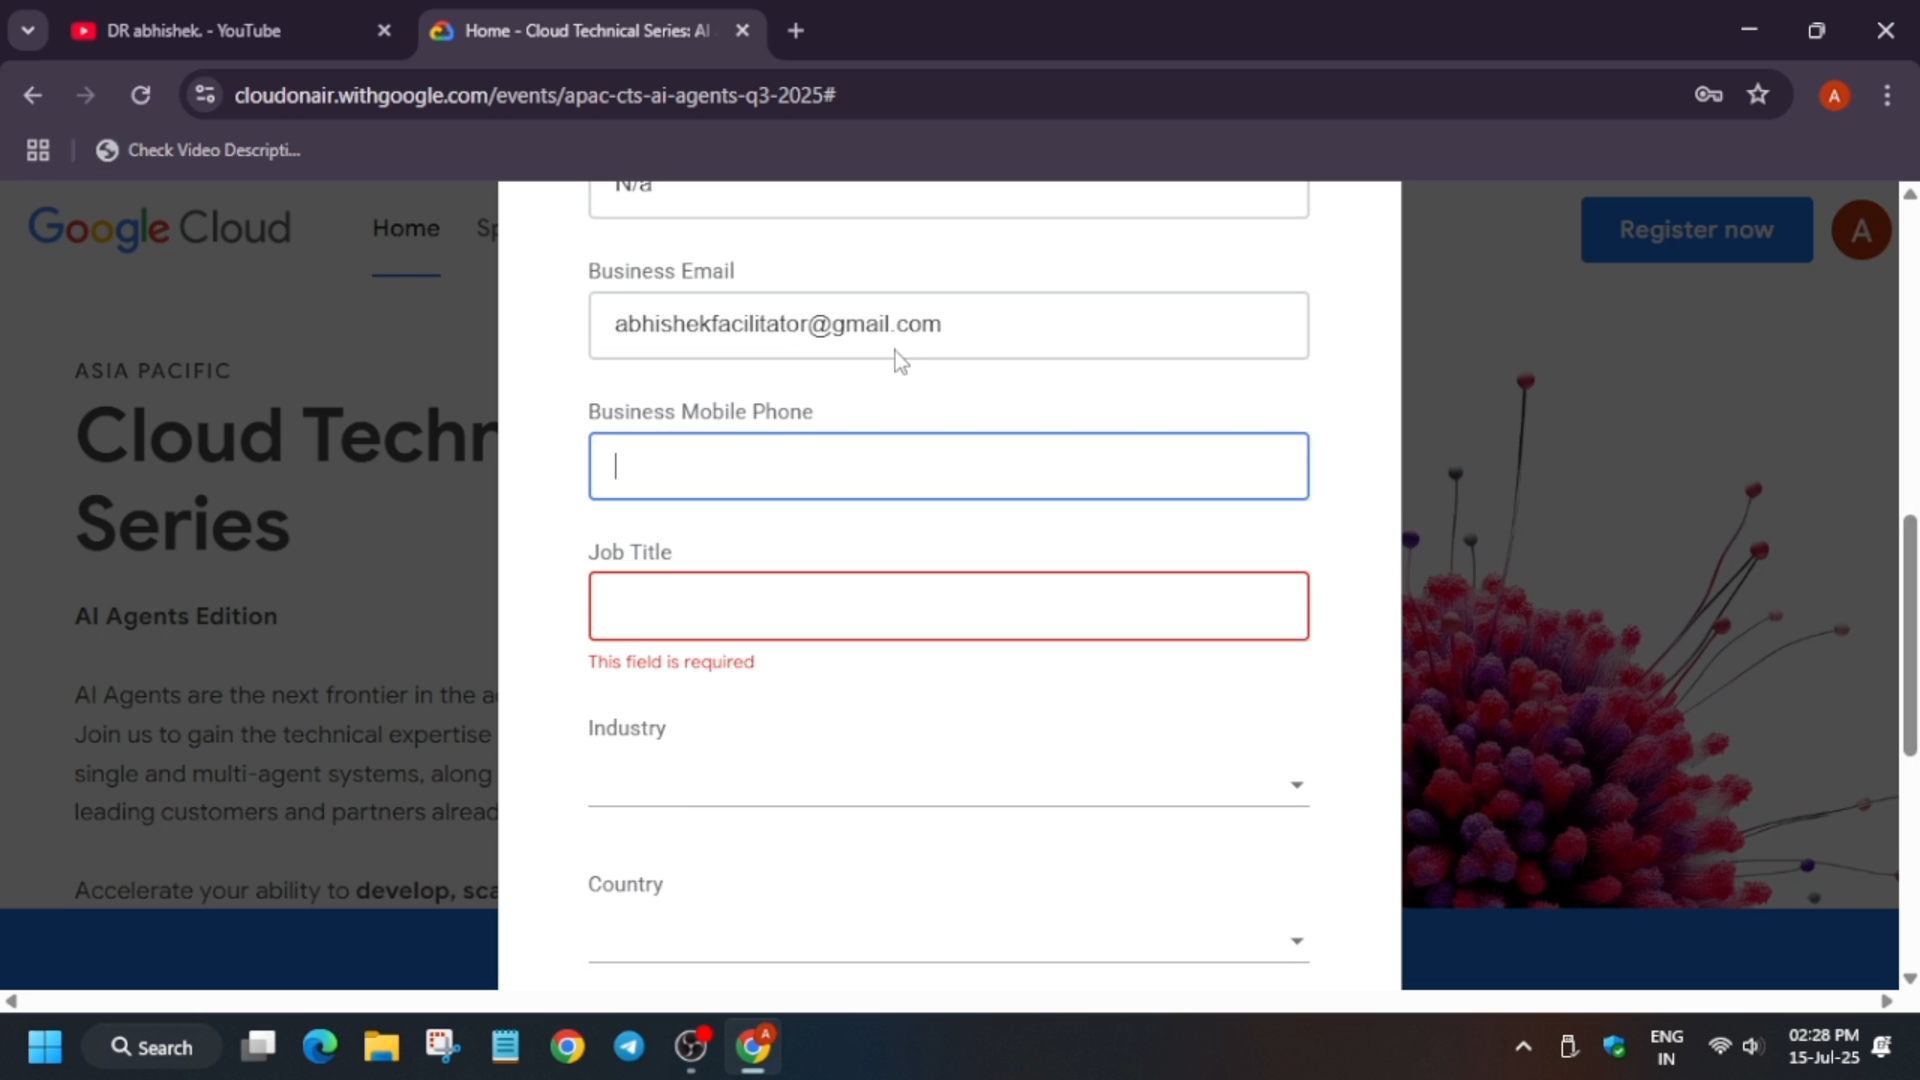 DR abhishek. - YouTube
Home - Cloud Technical Series: AI
cloudonair.withgoogle.com/events/apac-cts-ai-agents-q3-2025#
A
Check Video Descripti...
Google Cloud
Home
Register now
A
N/a
Business Email
abhishekfacilitator@gmail.com
Business Mobile Phone
Job Title
This field is required
Industry
Country
ASIA PACIFIC
Cloud Techn
Series
AI Agents Edition
AI Agents are the next frontier in the
Join us to gain the technical expertise
single and multi-agent systems, along
leading customers and partners
Accelerate your ability to develop,
Search
A
ENG
IN
02:28 PM
15-Jul-25